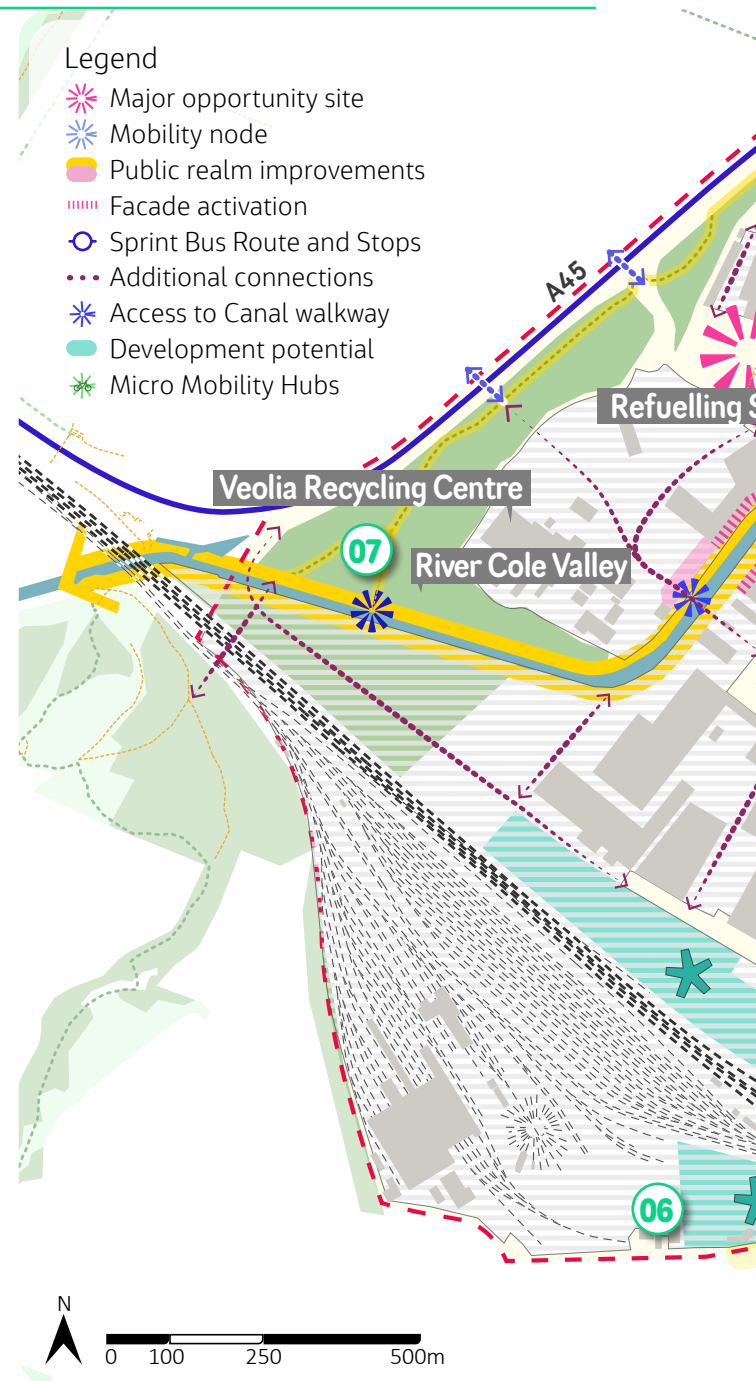 Legend
Major opportunity site
Mobility node
Public realm improvements
Facade activation
Sprint Bus Route and Stops
Additional connections
Access to Canal walkway
Development potential
Micro Mobility Hubs
A45
Refuelling S
Veolia Recycling Centre
07
River Cole Valley
06
N
0 100 250 500m